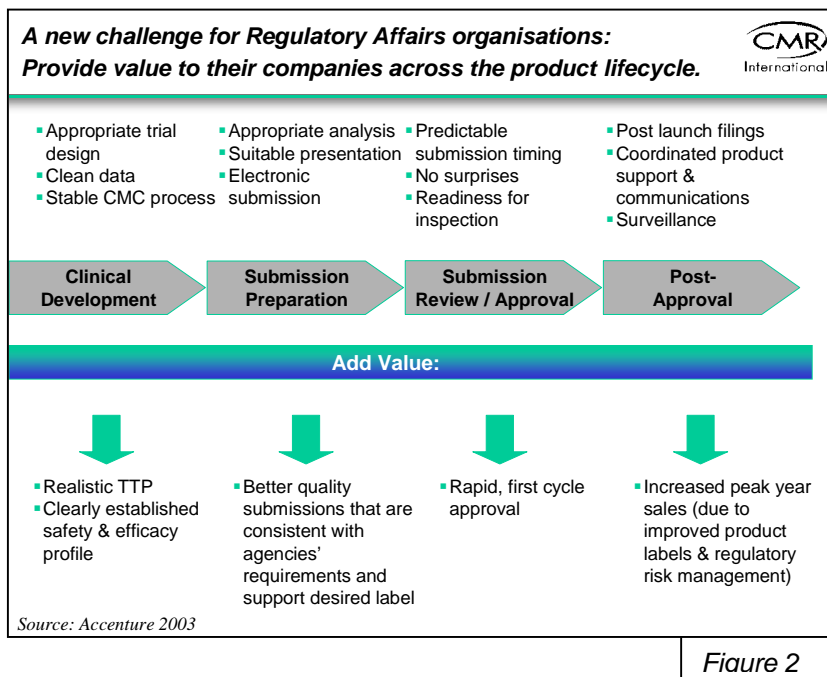 A new challenge for Regulatory Affairs organisations:
Provide value to their companies across the product lifecycle.
CMR
International
Appropriate trial
design
Clean data
Stable CMC process
Appropriate analysis
Suitable presentation
Electronic
submission
Predictable
submission timing
No surprises
Readiness for
inspection
Post launch filings
Coordinated product
support &
communications
Surveillance
Clinical
Development
Submission
Preparation
Submission
Review / Approval
Post-
Approval
Add Value:
Realistic TTP
Clearly established
safety & efficacy
profile
Better quality
submissions that are
consistent with
agencies'
requirements and
support desired label
Rapid, first cycle
approval
Increased peak year
sales (due to
improved product
labels & regulatory
risk management)
Source: Accenture 2003
Figure 2